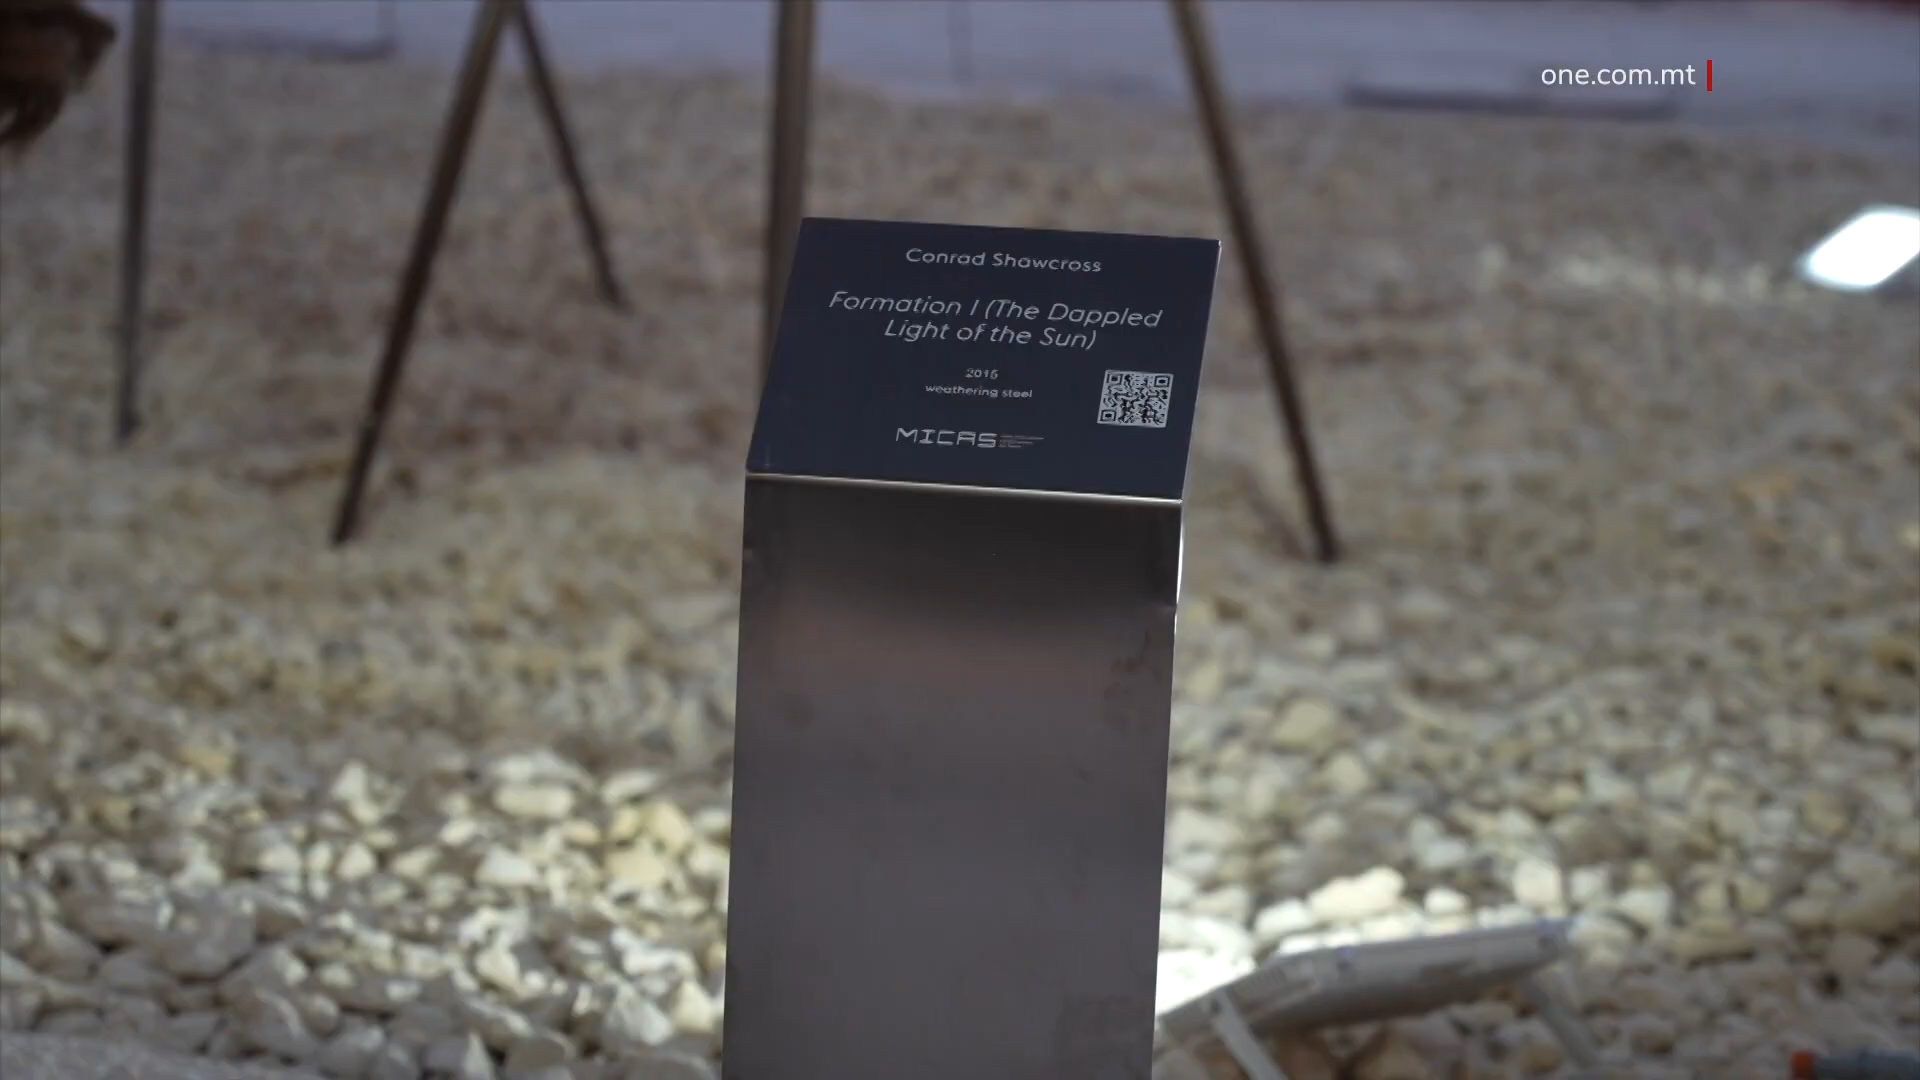 one.com.mt
Conrad Shawcross
Formation I (The Dappled
Light of the Sun)
2015
weathering steel
MICAS